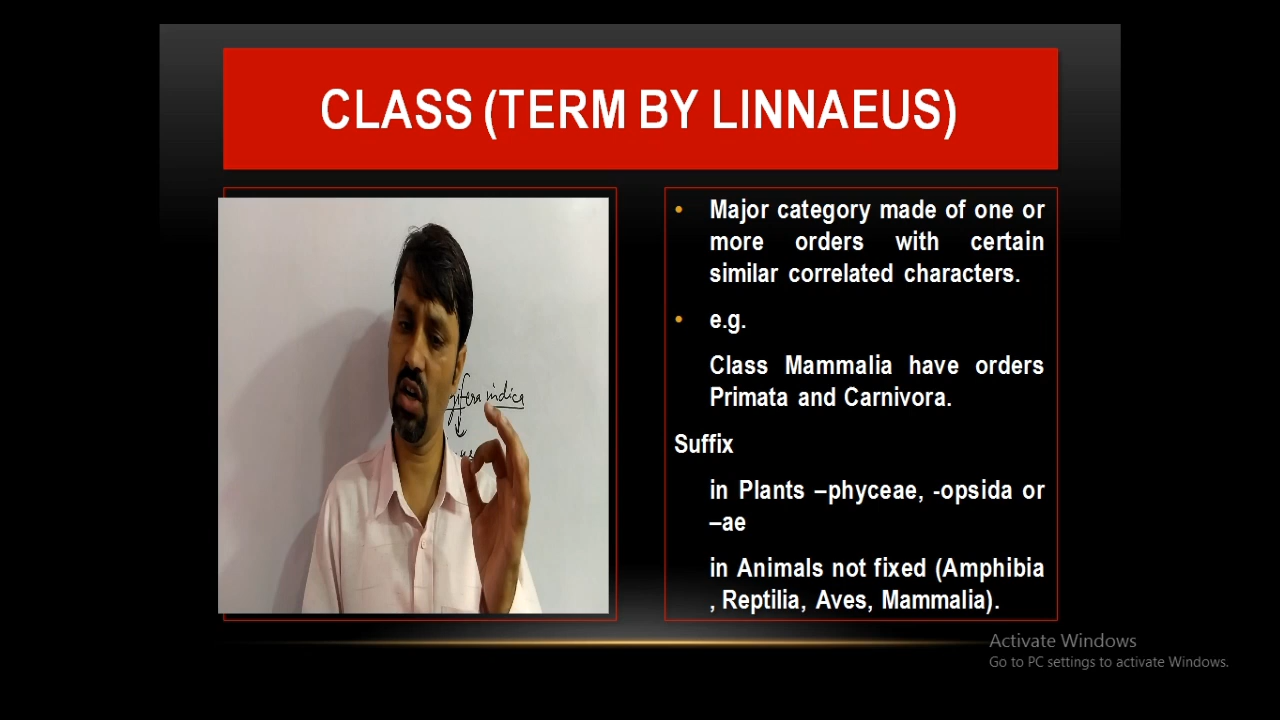 CLASS (TERM BY LINNAEUS)
fera indica
• Major category made of one or
more orders with certain
similar correlated characters.
• e.g.
Class Mammalia have orders
Primata and Carnivora.
Suffix
in Plants –phyceae, -opsida or
–ae
in Animals not fixed (Amphibia
, Reptilia, Aves, Mammalia).
Activate Windows
Go to PC settings to activate Windows.